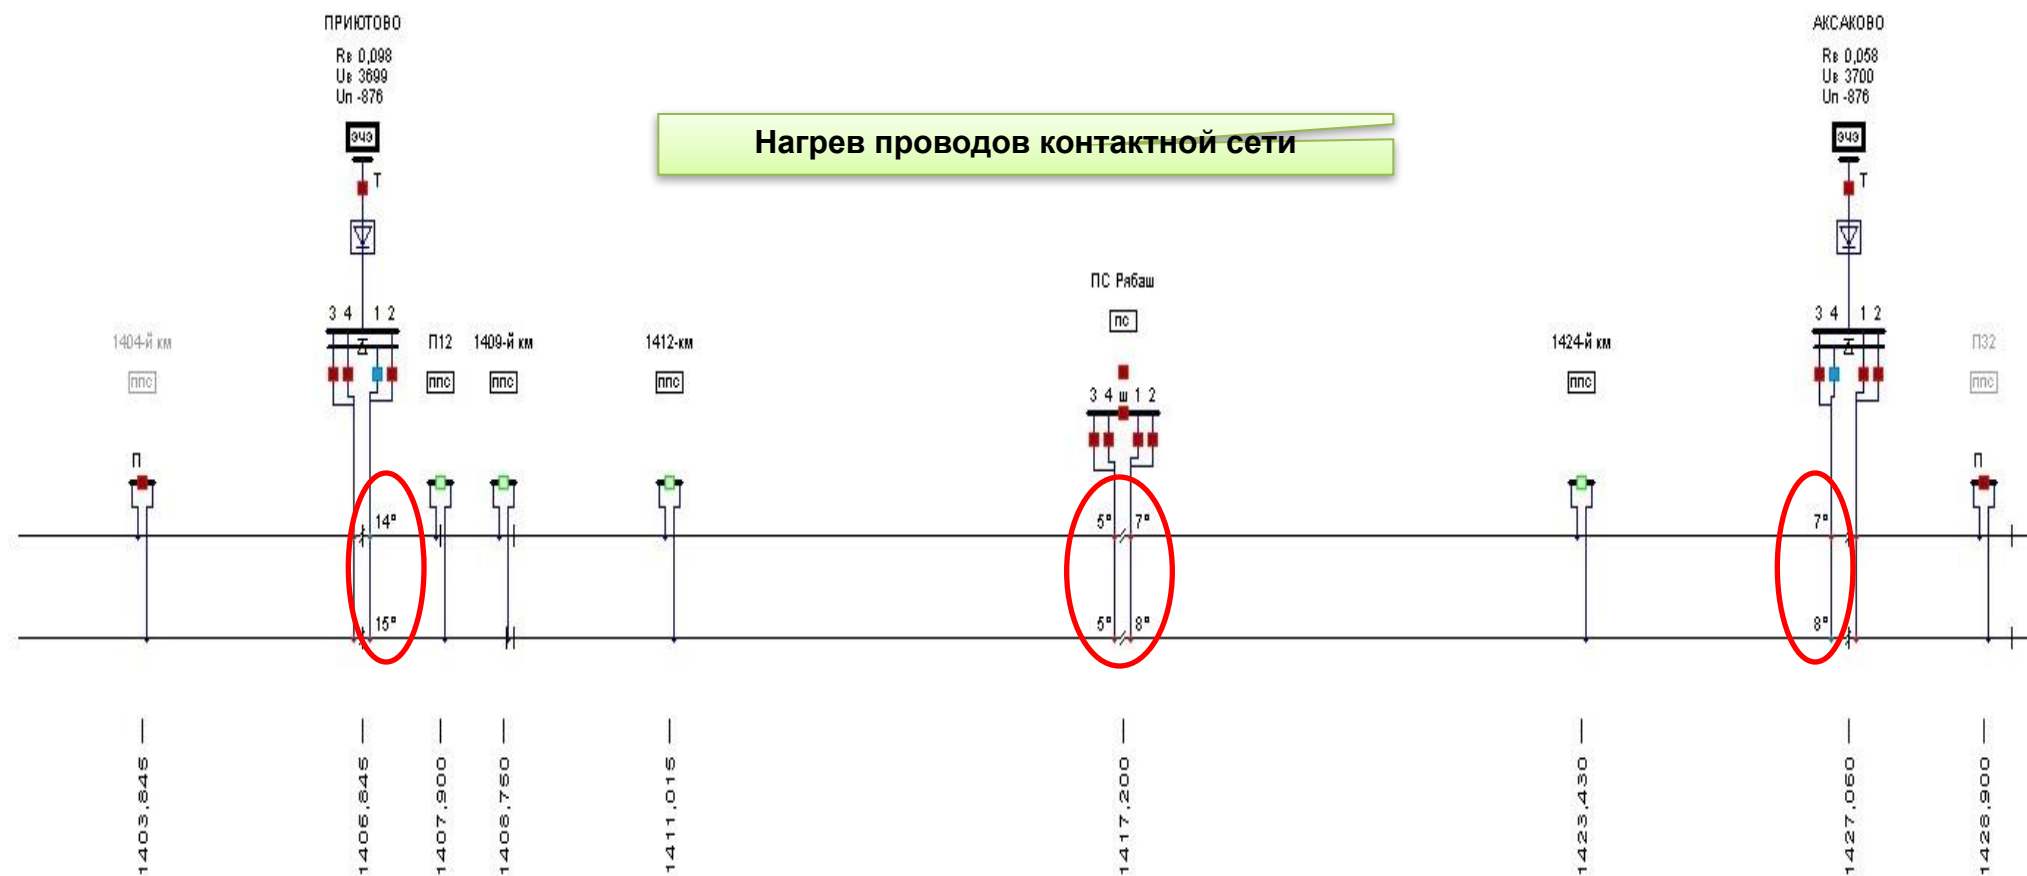 ПРИЮТОВО
Rв 0,098
Uв 3699
Uп -876
ЭЧЭ
Т
3 4 1 2
АКСАКОВО
Rв 0,058
Uв 3700
Uп -876
ЭЧЭ
Т
3 4 1 2
Нагрев проводов контактной сети
ПС Рябаш
пс
3 4 ш 1 2
1404-й км
ппс
П
П12
ппс
1409-й км
ппс
1412-км
ппс
1424-й км
ппс
П32
ппс
П
14° 5° 7° 7°
15° 5° 8° 8°
1403.845
1406.845
1407.900
1408.750
1411.015
1417.200
1423.430
1427.060
1428.900